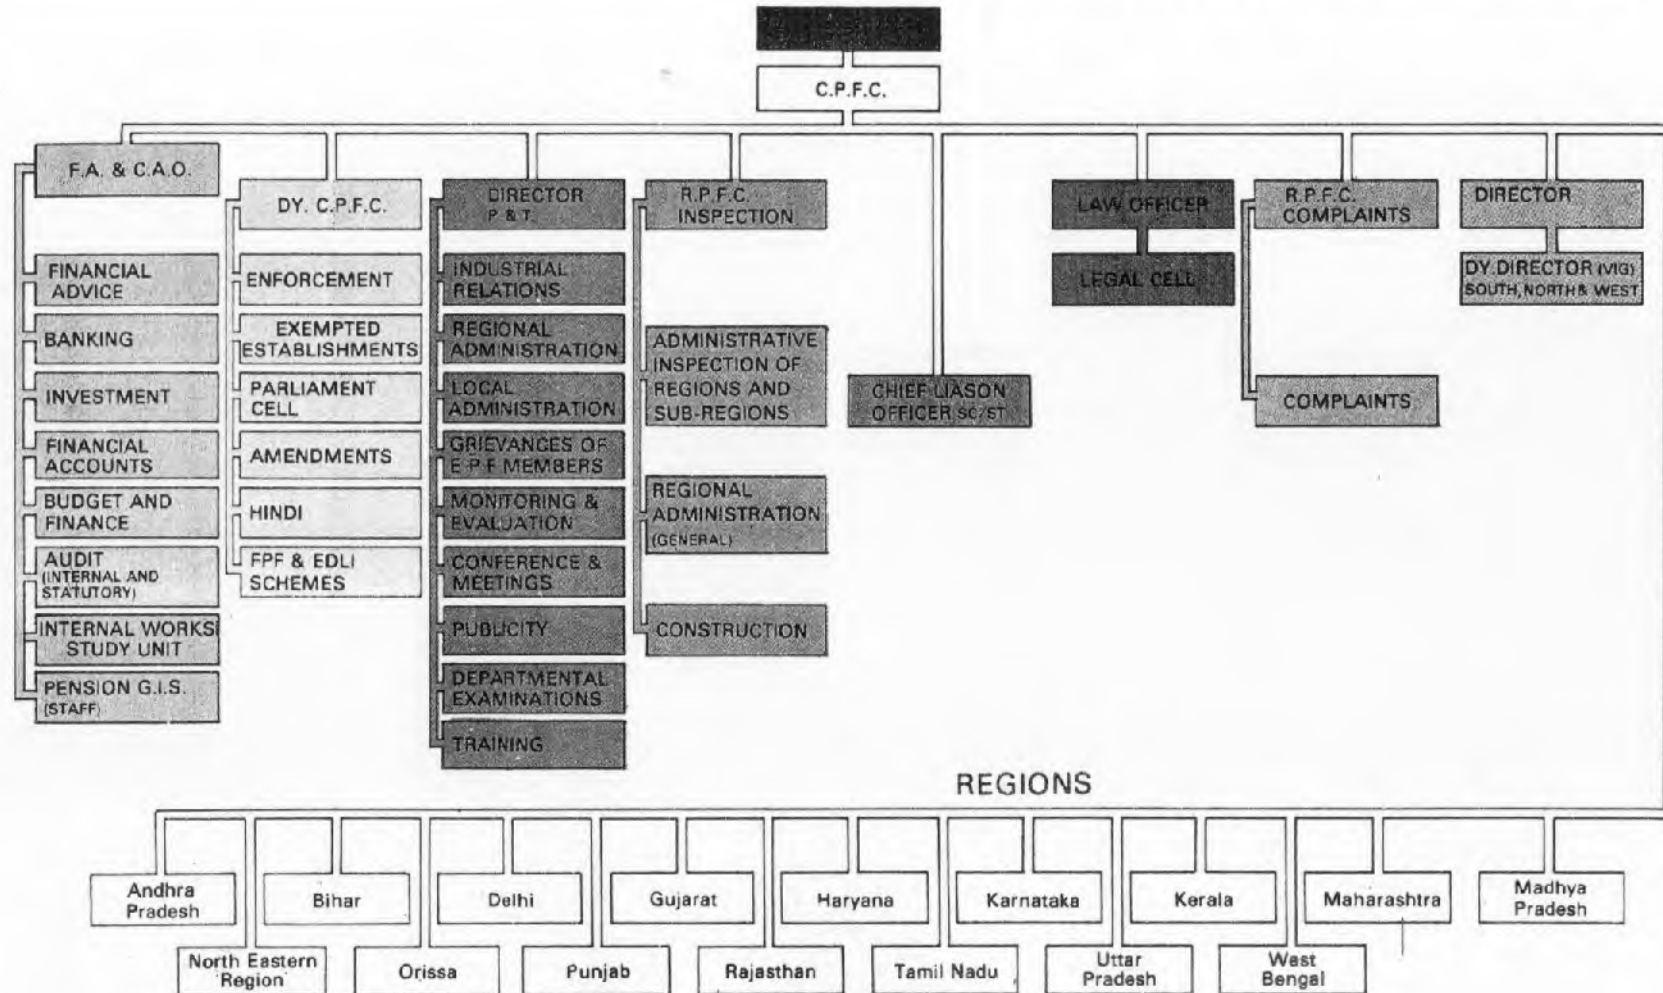 C.P.F.C.
F.A. & C.A.O.
FINANCIAL
ADVICE
BANKING
INVESTMENT
FINANCIAL
ACCOUNTS
BUDGET AND
FINANCE
AUDIT
(INTERNAL AND
STATUTORY)
INTERNAL WORKS
STUDY UNIT
PENSION G.I.S.
(STAFF)
DY. C.P.F.C.
ENFORCEMENT
EXEMPTED
ESTABLISHMENTS
PARLIAMENT
CELL
AMENDMENTS
HINDI
FPF & EDLI
SCHEMES
DIRECTOR
P & T.
INDUSTRIAL
RELATIONS
REGIONAL
ADMINISTRATION
LOCAL
ADMINISTRATION
GRIEVANCES OF
E P F MEMBERS
MONITORING &
EVALUATION
CONFERENCE &
MEETINGS
PUBLICITY
DEPARTMENTAL
EXAMINATIONS
TRAINING
R.P.F.C.
INSPECTION
ADMINISTRATIVE
INSPECTION OF
REGIONS AND
SUB-REGIONS
REGIONAL
ADMINISTRATION
(GENERAL)
CONSTRUCTION
CHIEF LIASON
OFFICER SC/ST
LAW OFFICER
LEGAL CELL
R.P.F.C.
COMPLAINTS
COMPLAINTS
DIRECTOR
DY.DIRECTOR (VIG)
SOUTH, NORTH & WEST
REGIONS
Andhra
Pradesh
Bihar
Delhi
Gujarat
Haryana
Karnataka
Kerala
Maharashtra
Madhya
Pradesh
North Eastern
Region
Orissa
Punjab
Rajasthan
Tamil Nadu
Uttar
Pradesh
West
Bengal